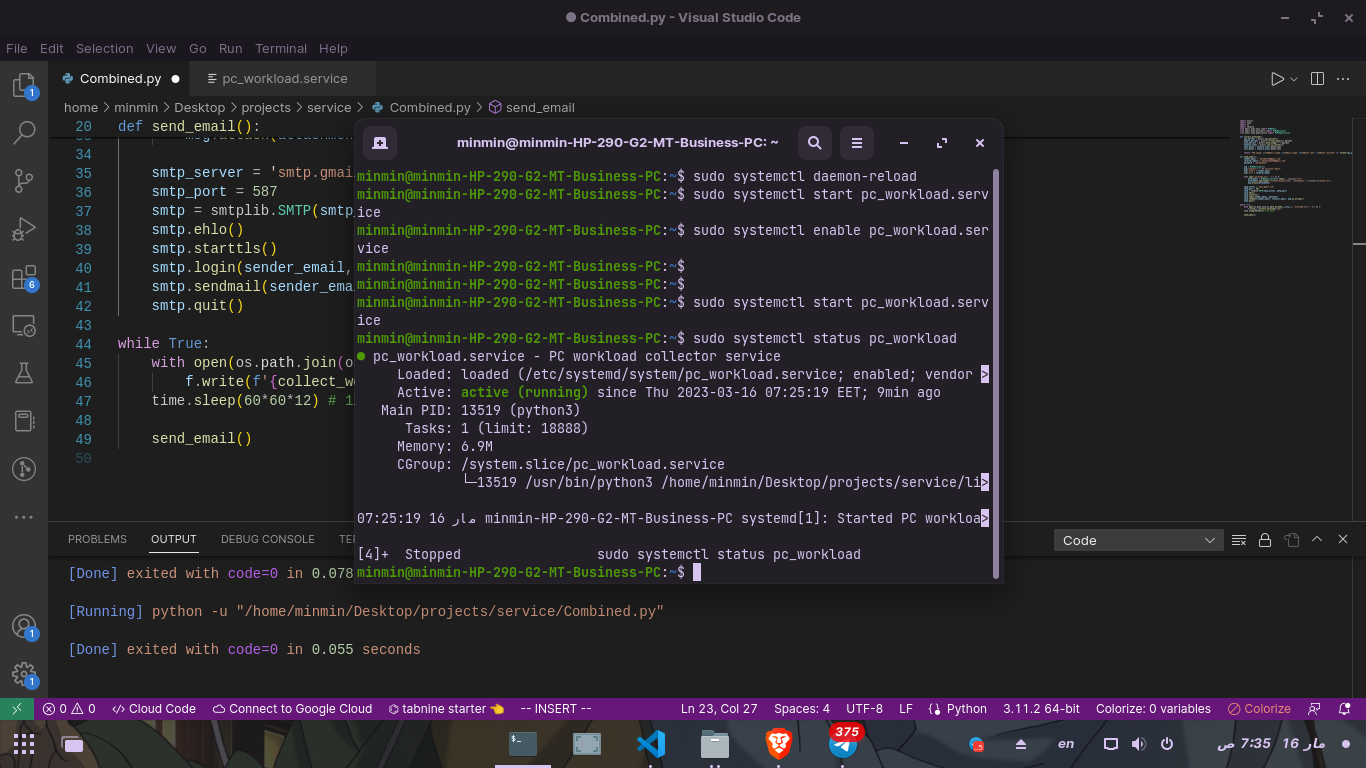 Combined.py - Visual Studio Code
File Edit Selection View Go Run Terminal Help
Combined.py
pc_workload.service
home > minmin > Desktop > projects > service > Combined.py > send_email
20 def send_email():
34
35 smtp_server = 'smtp.gmai
36 smtp_port = 587
37 smtp = smtplib.SMTP(smtp_
38 smtp.ehlo()
39 smtp.starttls()
40 smtp.login(sender_email,
41 smtp.sendmail(sender_ema
42 smtp.quit()
43
44 while True:
45 with open(os.path.join(o
46 f.write(f'{collect_w
47 time.sleep(60*60*12) # 1
48
49 send_email()
50
minmin@minmin-HP-290-G2-MT-Business-PC: ~
minmin@minmin-HP-290-G2-MT-Business-PC:~$ sudo systemctl daemon-reload
minmin@minmin-HP-290-G2-MT-Business-PC:~$ sudo systemctl start pc_workload.serv
ice
minmin@minmin-HP-290-G2-MT-Business-PC:~$ sudo systemctl enable pc_workload.ser
vice
minmin@minmin-HP-290-G2-MT-Business-PC:~$
minmin@minmin-HP-290-G2-MT-Business-PC:~$
minmin@minmin-HP-290-G2-MT-Business-PC:~$ sudo systemctl start pc_workload.serv
ice
minmin@minmin-HP-290-G2-MT-Business-PC:~$ sudo systemctl status pc_workload
● pc_workload.service - PC workload collector service
Loaded: loaded (/etc/systemd/system/pc_workload.service; enabled; vendor >
Active: active (running) since Thu 2023-03-16 07:25:19 EET; 9min ago
Main PID: 13519 (python3)
Tasks: 1 (limit: 18888)
Memory: 6.9M
CGroup: /system.slice/pc_workload.service
└─13519 /usr/bin/python3 /home/minmin/Desktop/projects/service/li>
07:25:19 16 مار minmin-HP-290-G2-MT-Business-PC systemd[1]: Started PC workloa>
[4]+ Stopped sudo systemctl status pc_workload
minmin@minmin-HP-290-G2-MT-Business-PC:~$
PROBLEMS OUTPUT DEBUG CONSOLE TE
Code
[Done] exited with code=0 in 0.078
[Running] python -u "/home/minmin/Desktop/projects/service/Combined.py"
[Done] exited with code=0 in 0.055 seconds
1
6
1
1
0 0 Cloud Code Connect to Google Cloud tabnine starter -- INSERT -- Ln 23, Col 27 Spaces: 4 UTF-8 LF Python 3.11.2 64-bit Colorize: 0 variables Colorize
375
en
مار 16 7:35 ص